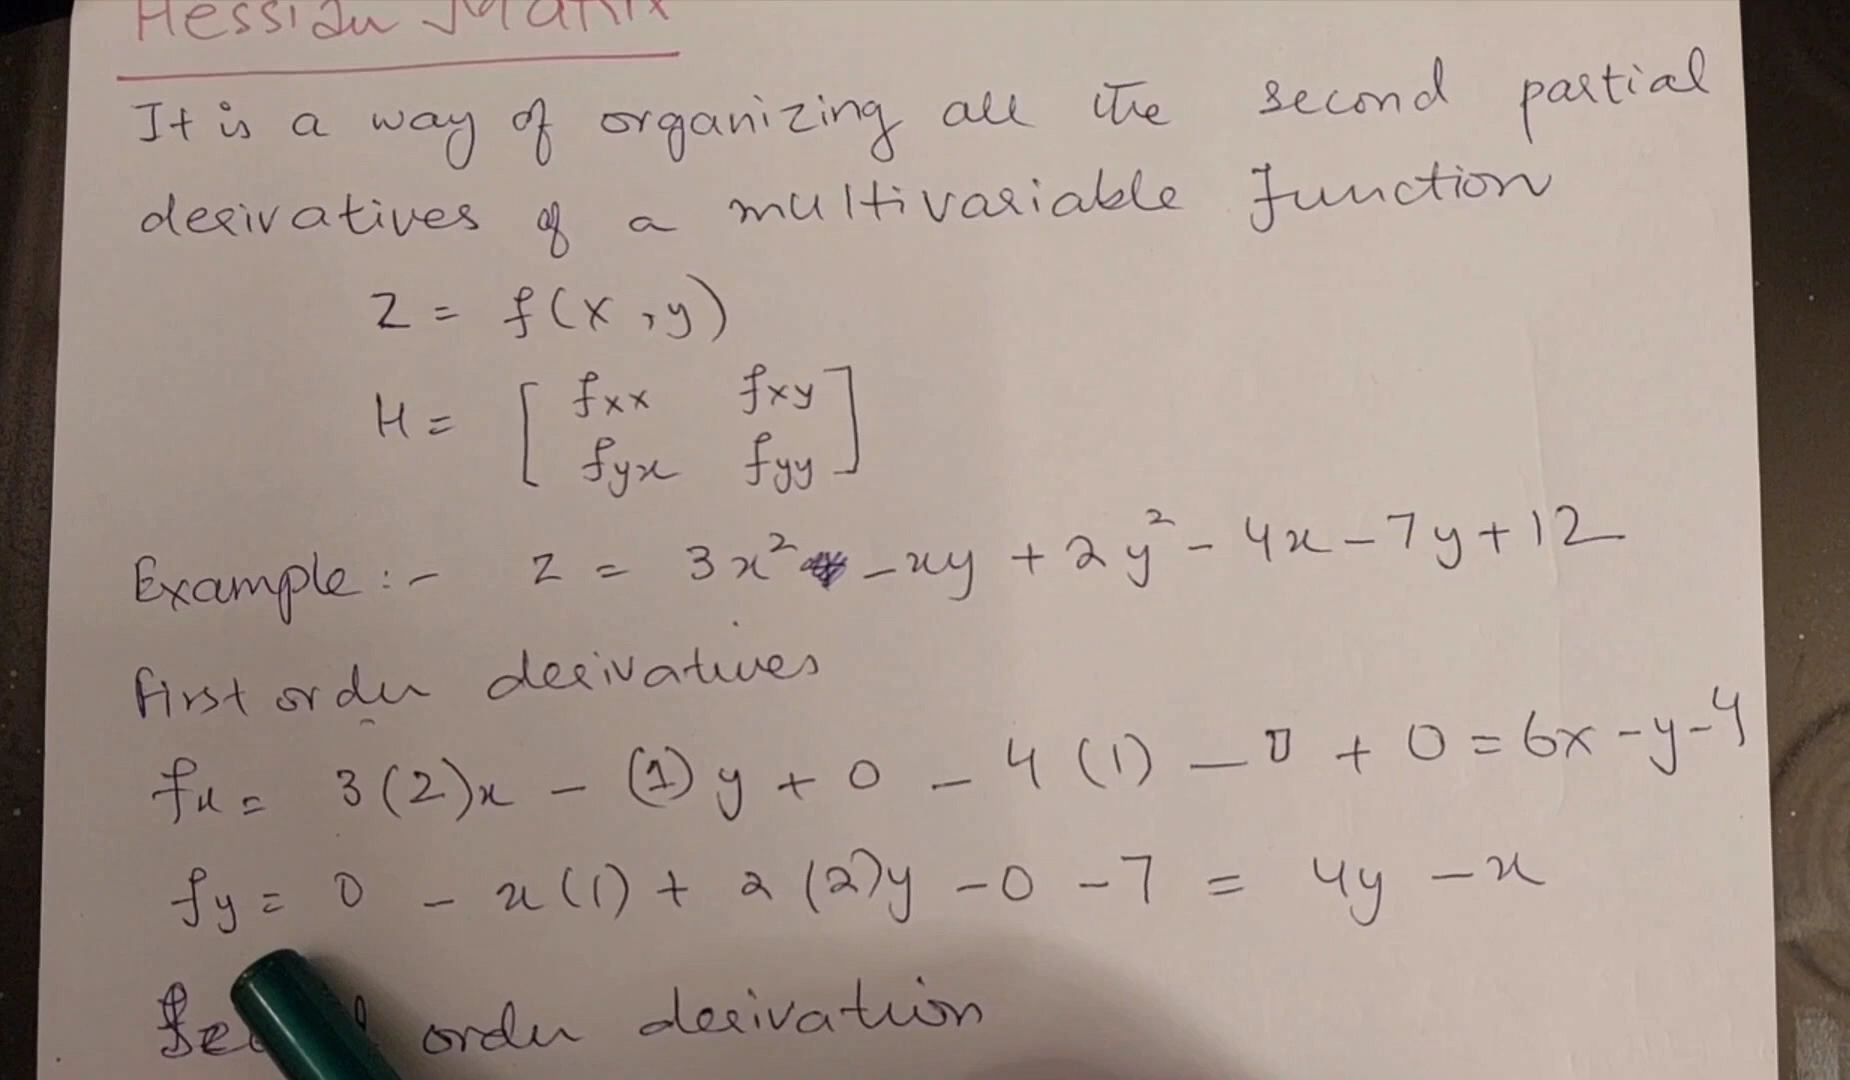 Hessian Matrix
It is a way of organizing all the second partial
derivatives of a multivariable function
Z = f(x,y)
H = [ fxx fxy ]
[ fyx fyy ]
Example :- z = 3x² - xy + 2y² - 4x - 7y + 12
first order derivatives
fx = 3(2)x - (1)y + 0 - 4(1) - 0 + 0 = 6x - y - 4
fy = 0 - x(1) + 2(2)y - 0 - 7 = 4y - x
order derivation